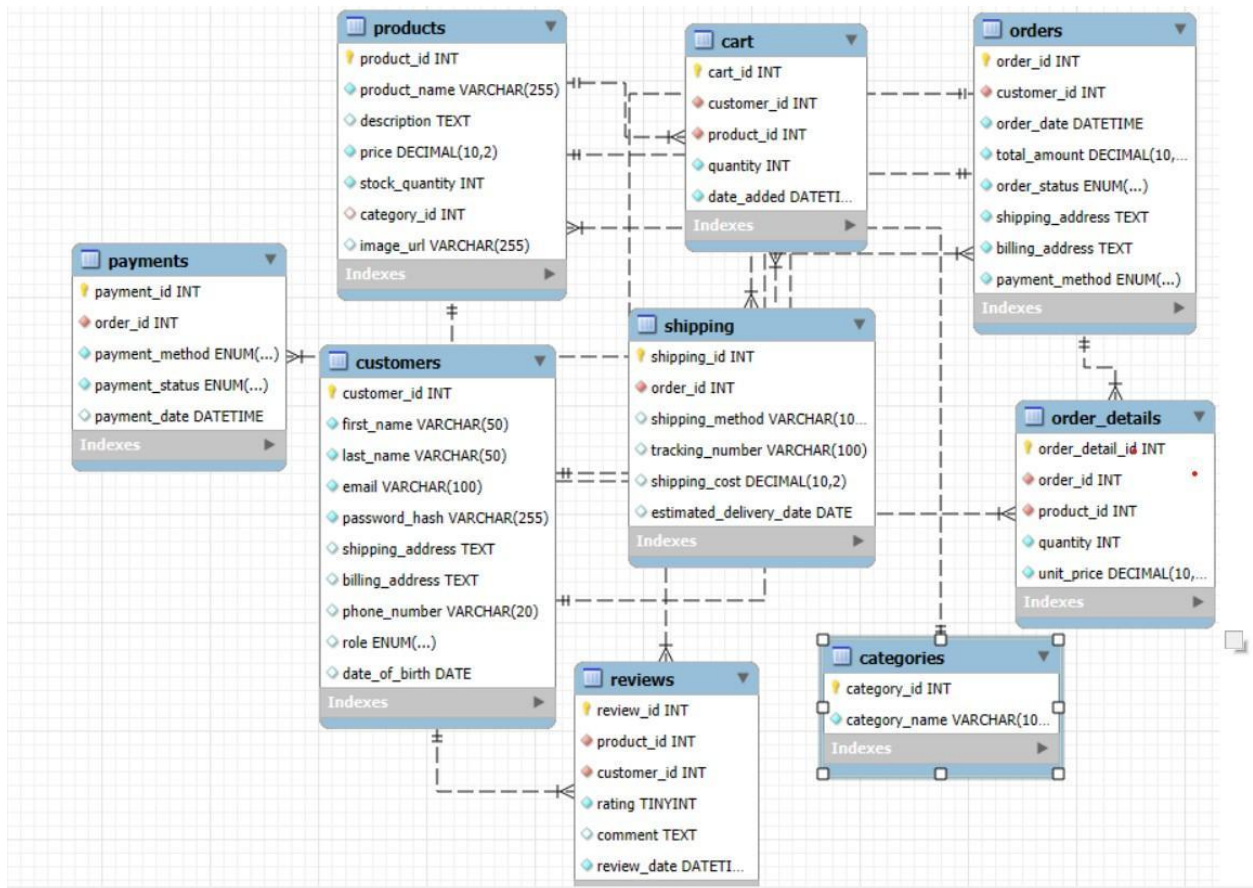 products
product_id INT
product_name VARCHAR(255)
description TEXT
price DECIMAL(10,2)
stock_quantity INT
category_id INT
image_url VARCHAR(255)
Indexes
cart
cart_id INT
customer_id INT
product_id INT
quantity INT
date_added DATETI...
Indexes
orders
order_id INT
customer_id INT
order_date DATETIME
total_amount DECIMAL(10,...
order_status ENUM(...)
shipping_address TEXT
billing_address TEXT
payment_method ENUM(...)
Indexes
payments
payment_id INT
order_id INT
payment_method ENUM(...)
payment_status ENUM(...)
payment_date DATETIME
Indexes
customers
customer_id INT
first_name VARCHAR(50)
last_name VARCHAR(50)
email VARCHAR(100)
password_hash VARCHAR(255)
shipping_address TEXT
billing_address TEXT
phone_number VARCHAR(20)
role ENUM(...)
date_of_birth DATE
Indexes
shipping
shipping_id INT
order_id INT
shipping_method VARCHAR(10...
tracking_number VARCHAR(100)
shipping_cost DECIMAL(10,2)
estimated_delivery_date DATE
Indexes
order_details
order_detail_id INT
order_id INT
product_id INT
quantity INT
unit_price DECIMAL(10,...
Indexes
reviews
review_id INT
product_id INT
customer_id INT
rating TINYINT
comment TEXT
review_date DATETI...
categories
category_id INT
category_name VARCHAR(10...
Indexes